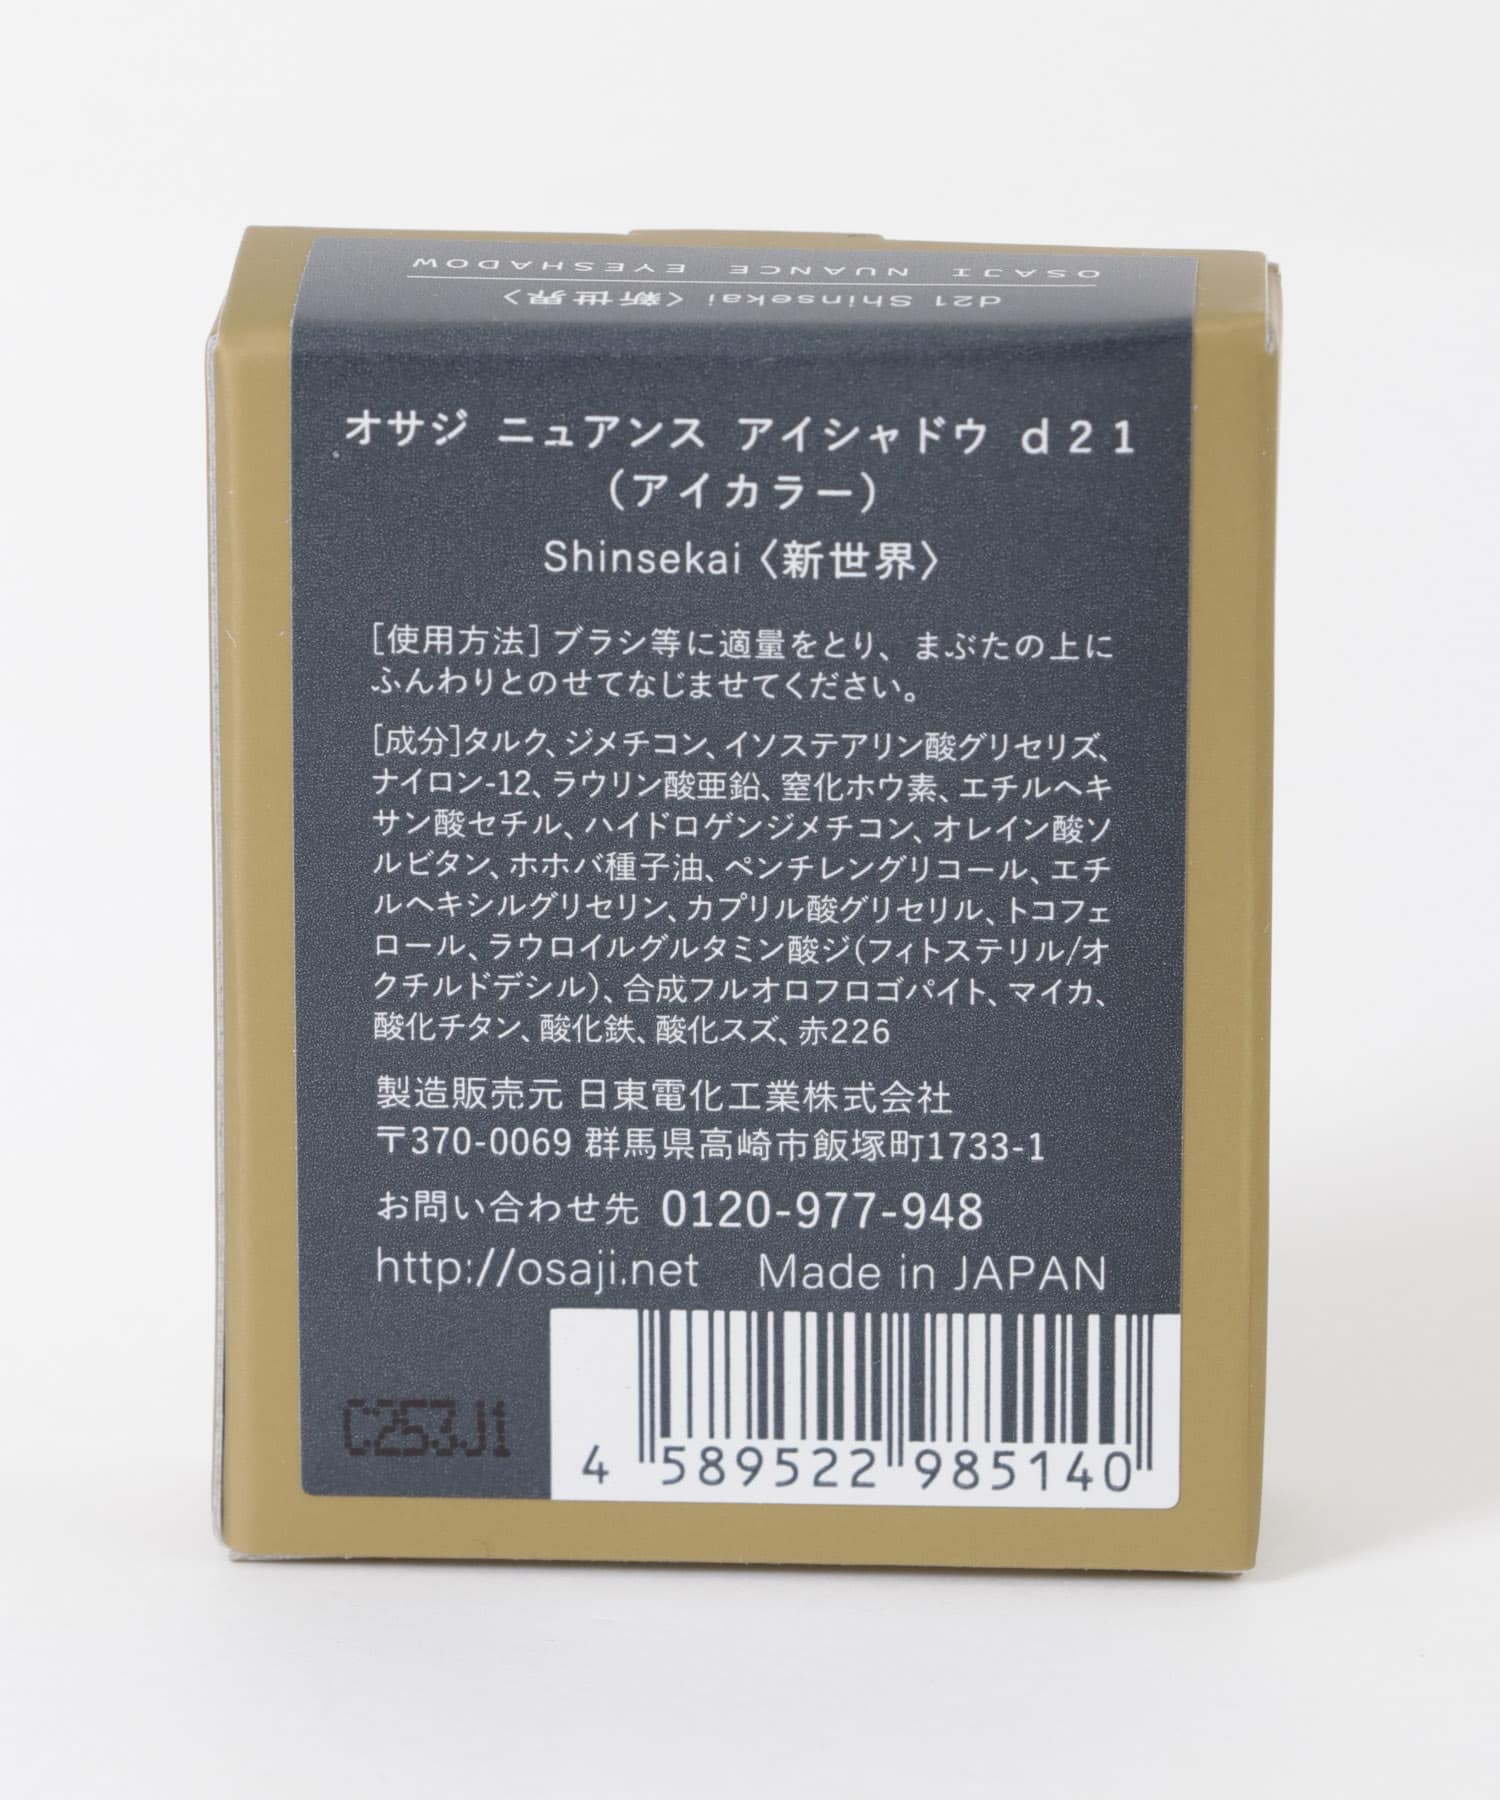 OSAJI NUANCE EYESHADOW
d21 Shinsekai〈新世界〉
オサジ ニュアンス アイシャドウ d21
（アイカラー）
Shinsekai〈新世界〉
[使用方法]ブラシ等に適量をとり、まぶたの上に
ふんわりとのせてなじませてください。
[成分]タルク、ジメチコン、イソステアリン酸グリセリズ、
ナイロン-12、ラウリン酸亜鉛、窒化ホウ素、エチルヘキ
サン酸セチル、ハイドロゲンジメチコン、オレイン酸ソ
ルビタン、ホホバ種子油、ペンチレングリコール、エチ
ルヘキシルグリセリン、カプリル酸グリセリル、トコフェ
ロール、ラウロイルグルタミン酸ジ(フィトステリル/オ
クチルドデシル)、合成フルオロフロゴパイト、マイカ、
酸化チタン、酸化鉄、酸化スズ、赤226
製造販売元 日東電化工業株式会社
〒370-0069 群馬県高崎市飯塚町1733-1
お問い合わせ先 0120-977-948
http://osaji.net Made in JAPAN
C253J1
4 589522 985140